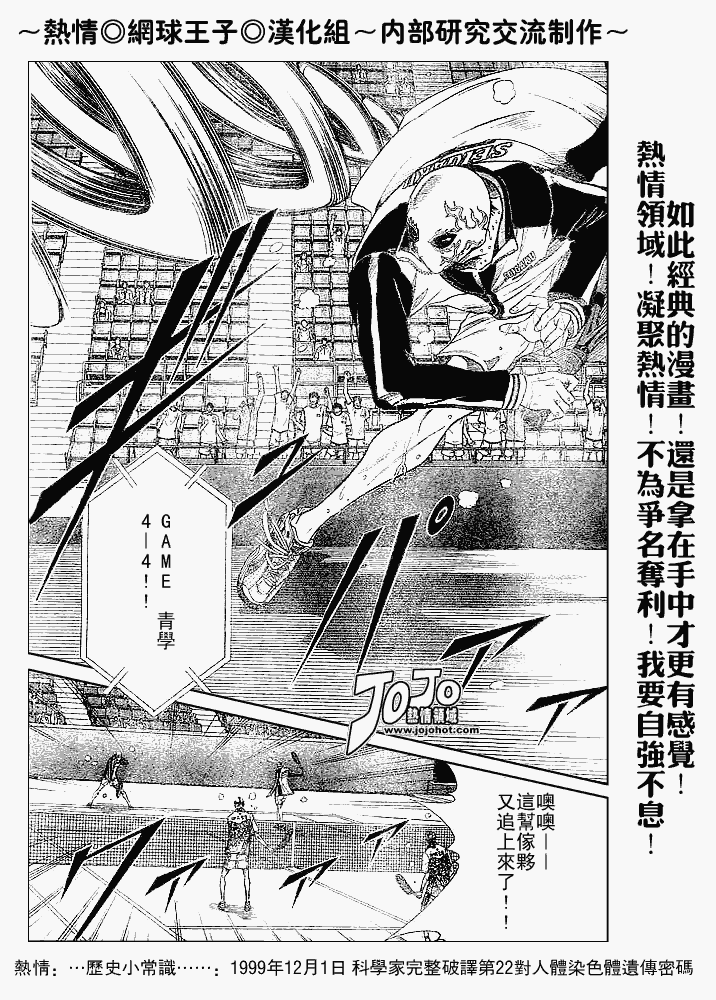 ～熱情◎網球王子◎漢化組～内部研究交流制作～
如此經典的漫畫！還是拿在手中才更有感覺！
熱情領域！凝聚熱情！不為爭名奪利！我要自強不息！
GAME 青學
4－4！！
JOJO
熱情領域
www.jojohot.com
噢噢——
這幫傢夥
又追上來了！！
熱情：…歷史小常識……：1999年12月1日 科學家完整破譯第22對人體染色體遺傳密碼